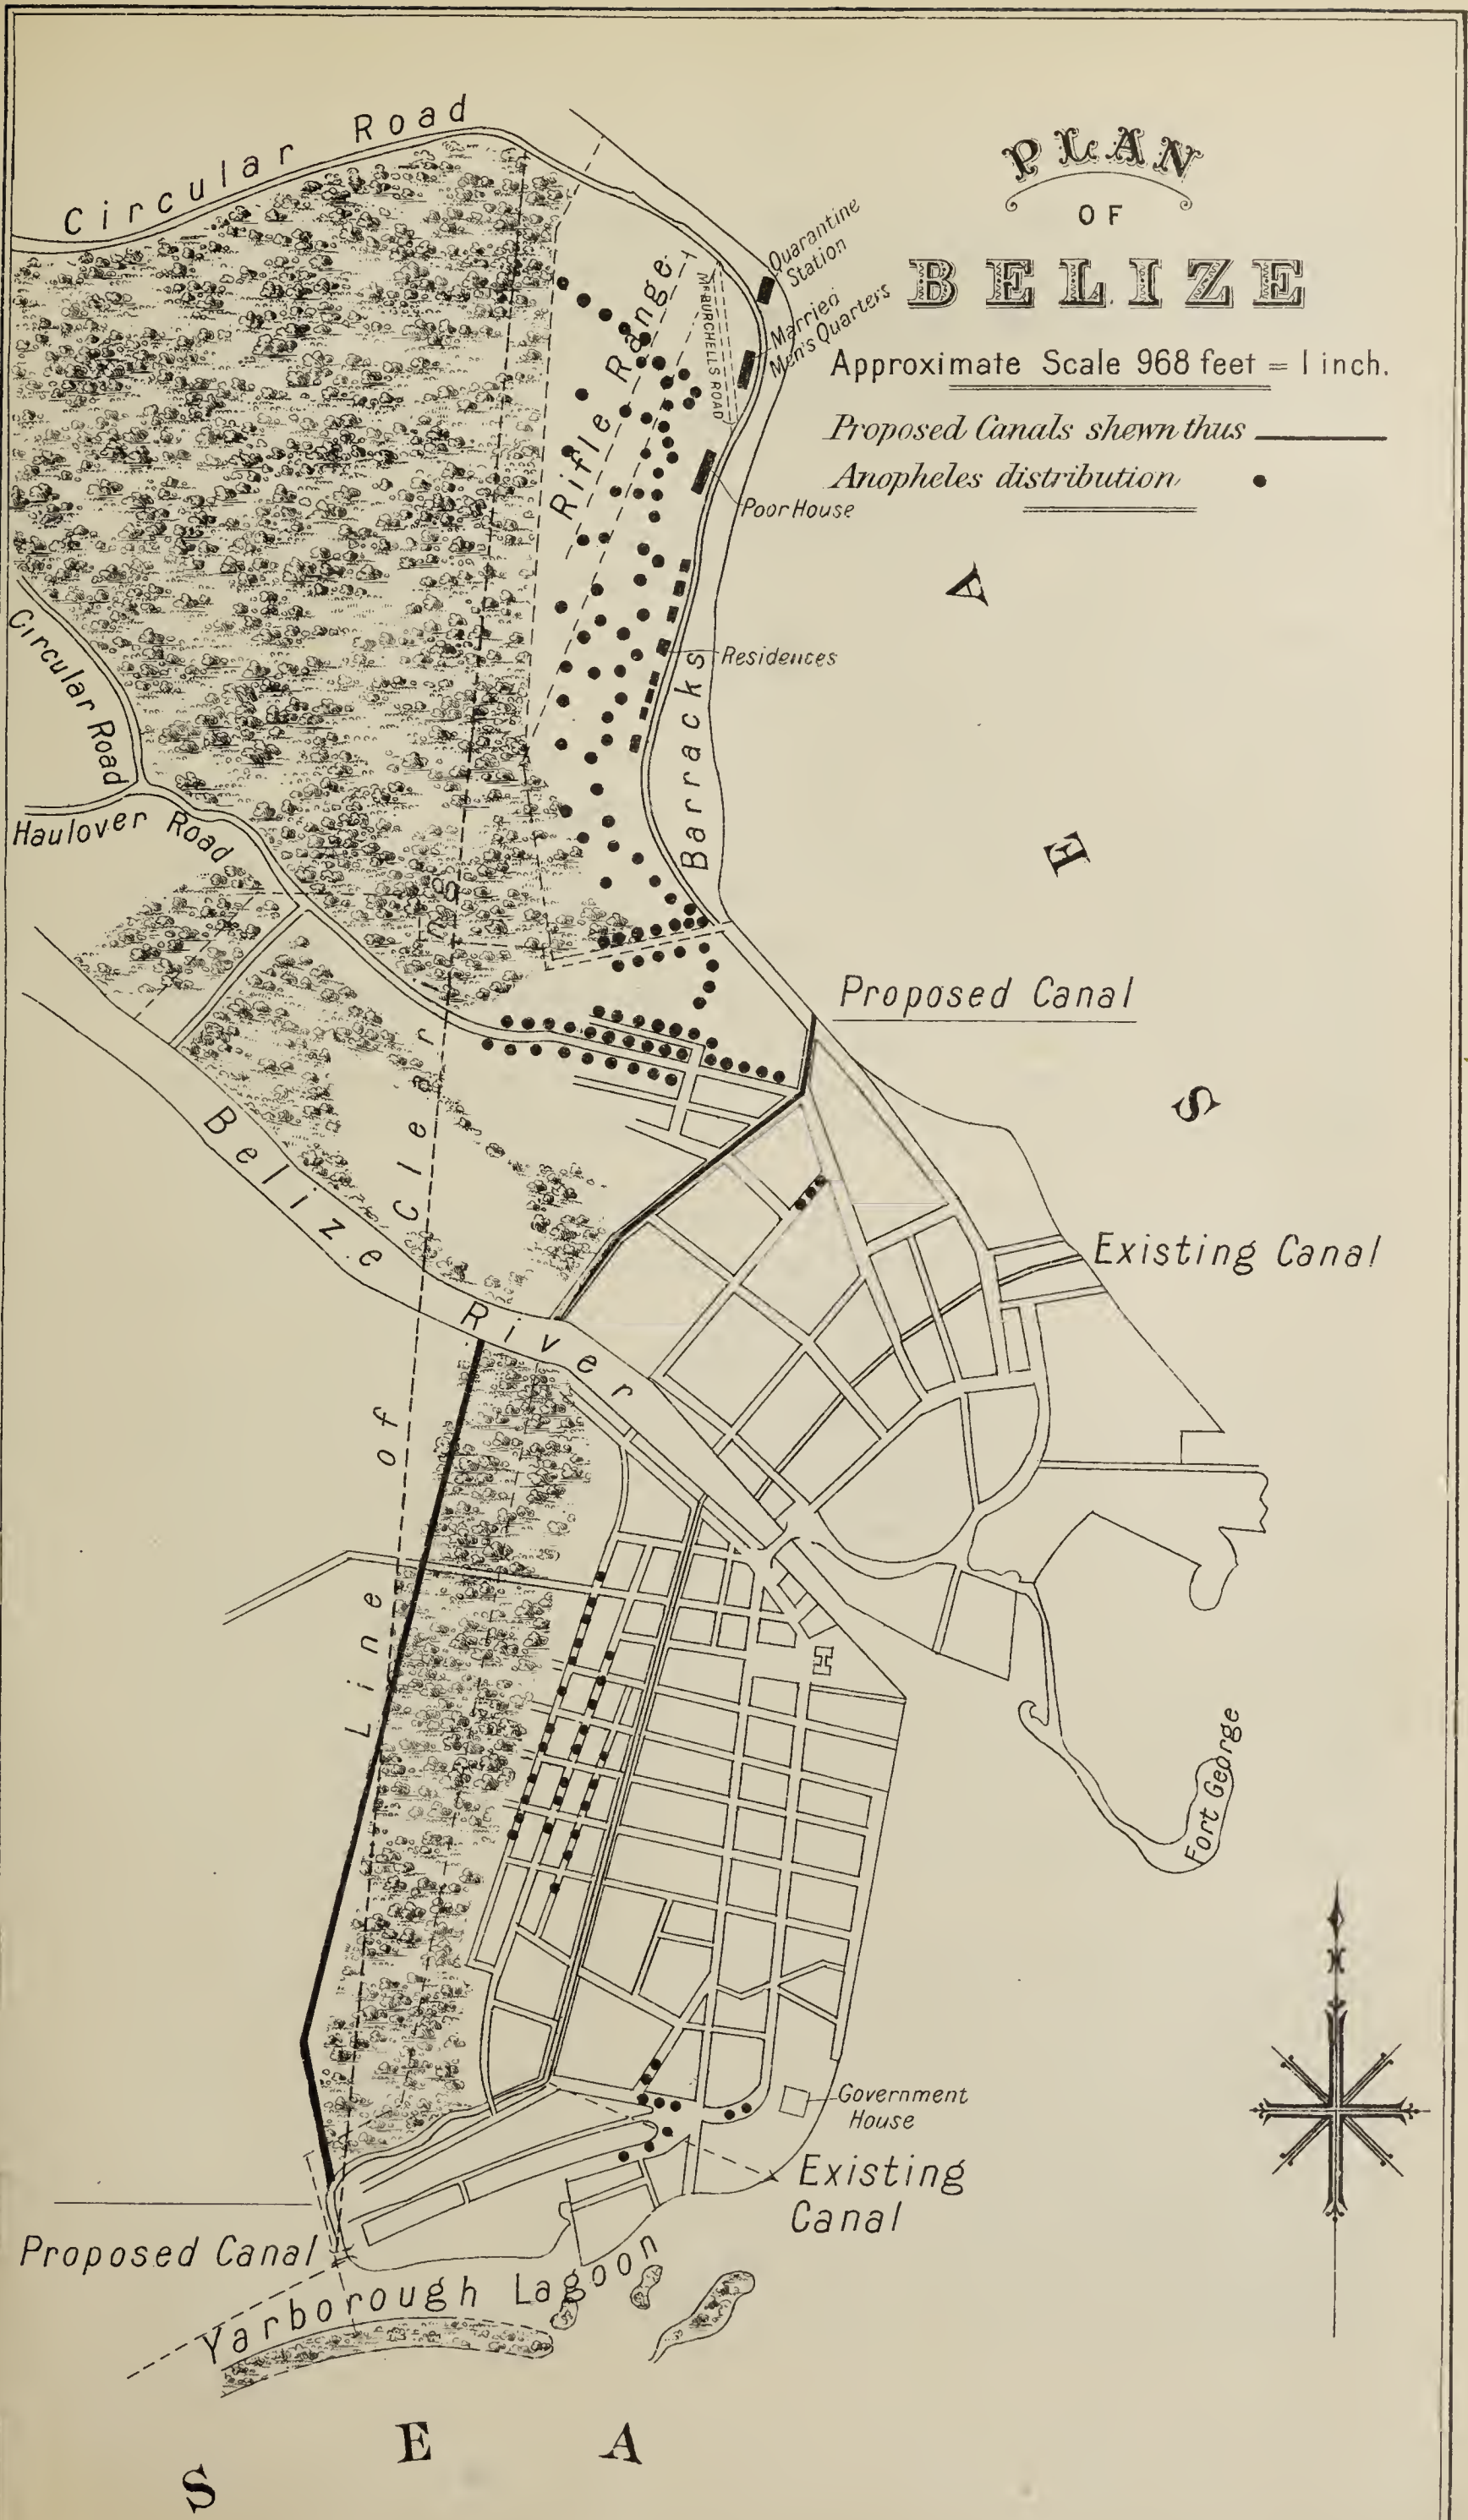 PLAN
OF
BELIZE
Approximate Scale 968 feet = 1 inch.
Proposed Canals shewn thus
Anopheles distribution
Circular Road
Quarantine
Station
Married
Men's Quarters
Rifle Range
Mc BURCHELLS ROAD
Poor House
Residences
Barracks
Circular Road
Haulover Road
SEA
Proposed Canal
Belize River
Existing Canal
Line of Clearing
Fort George
N
Government
House
Existing
Canal
Proposed Canal
Yarborough Lagoon
SEA